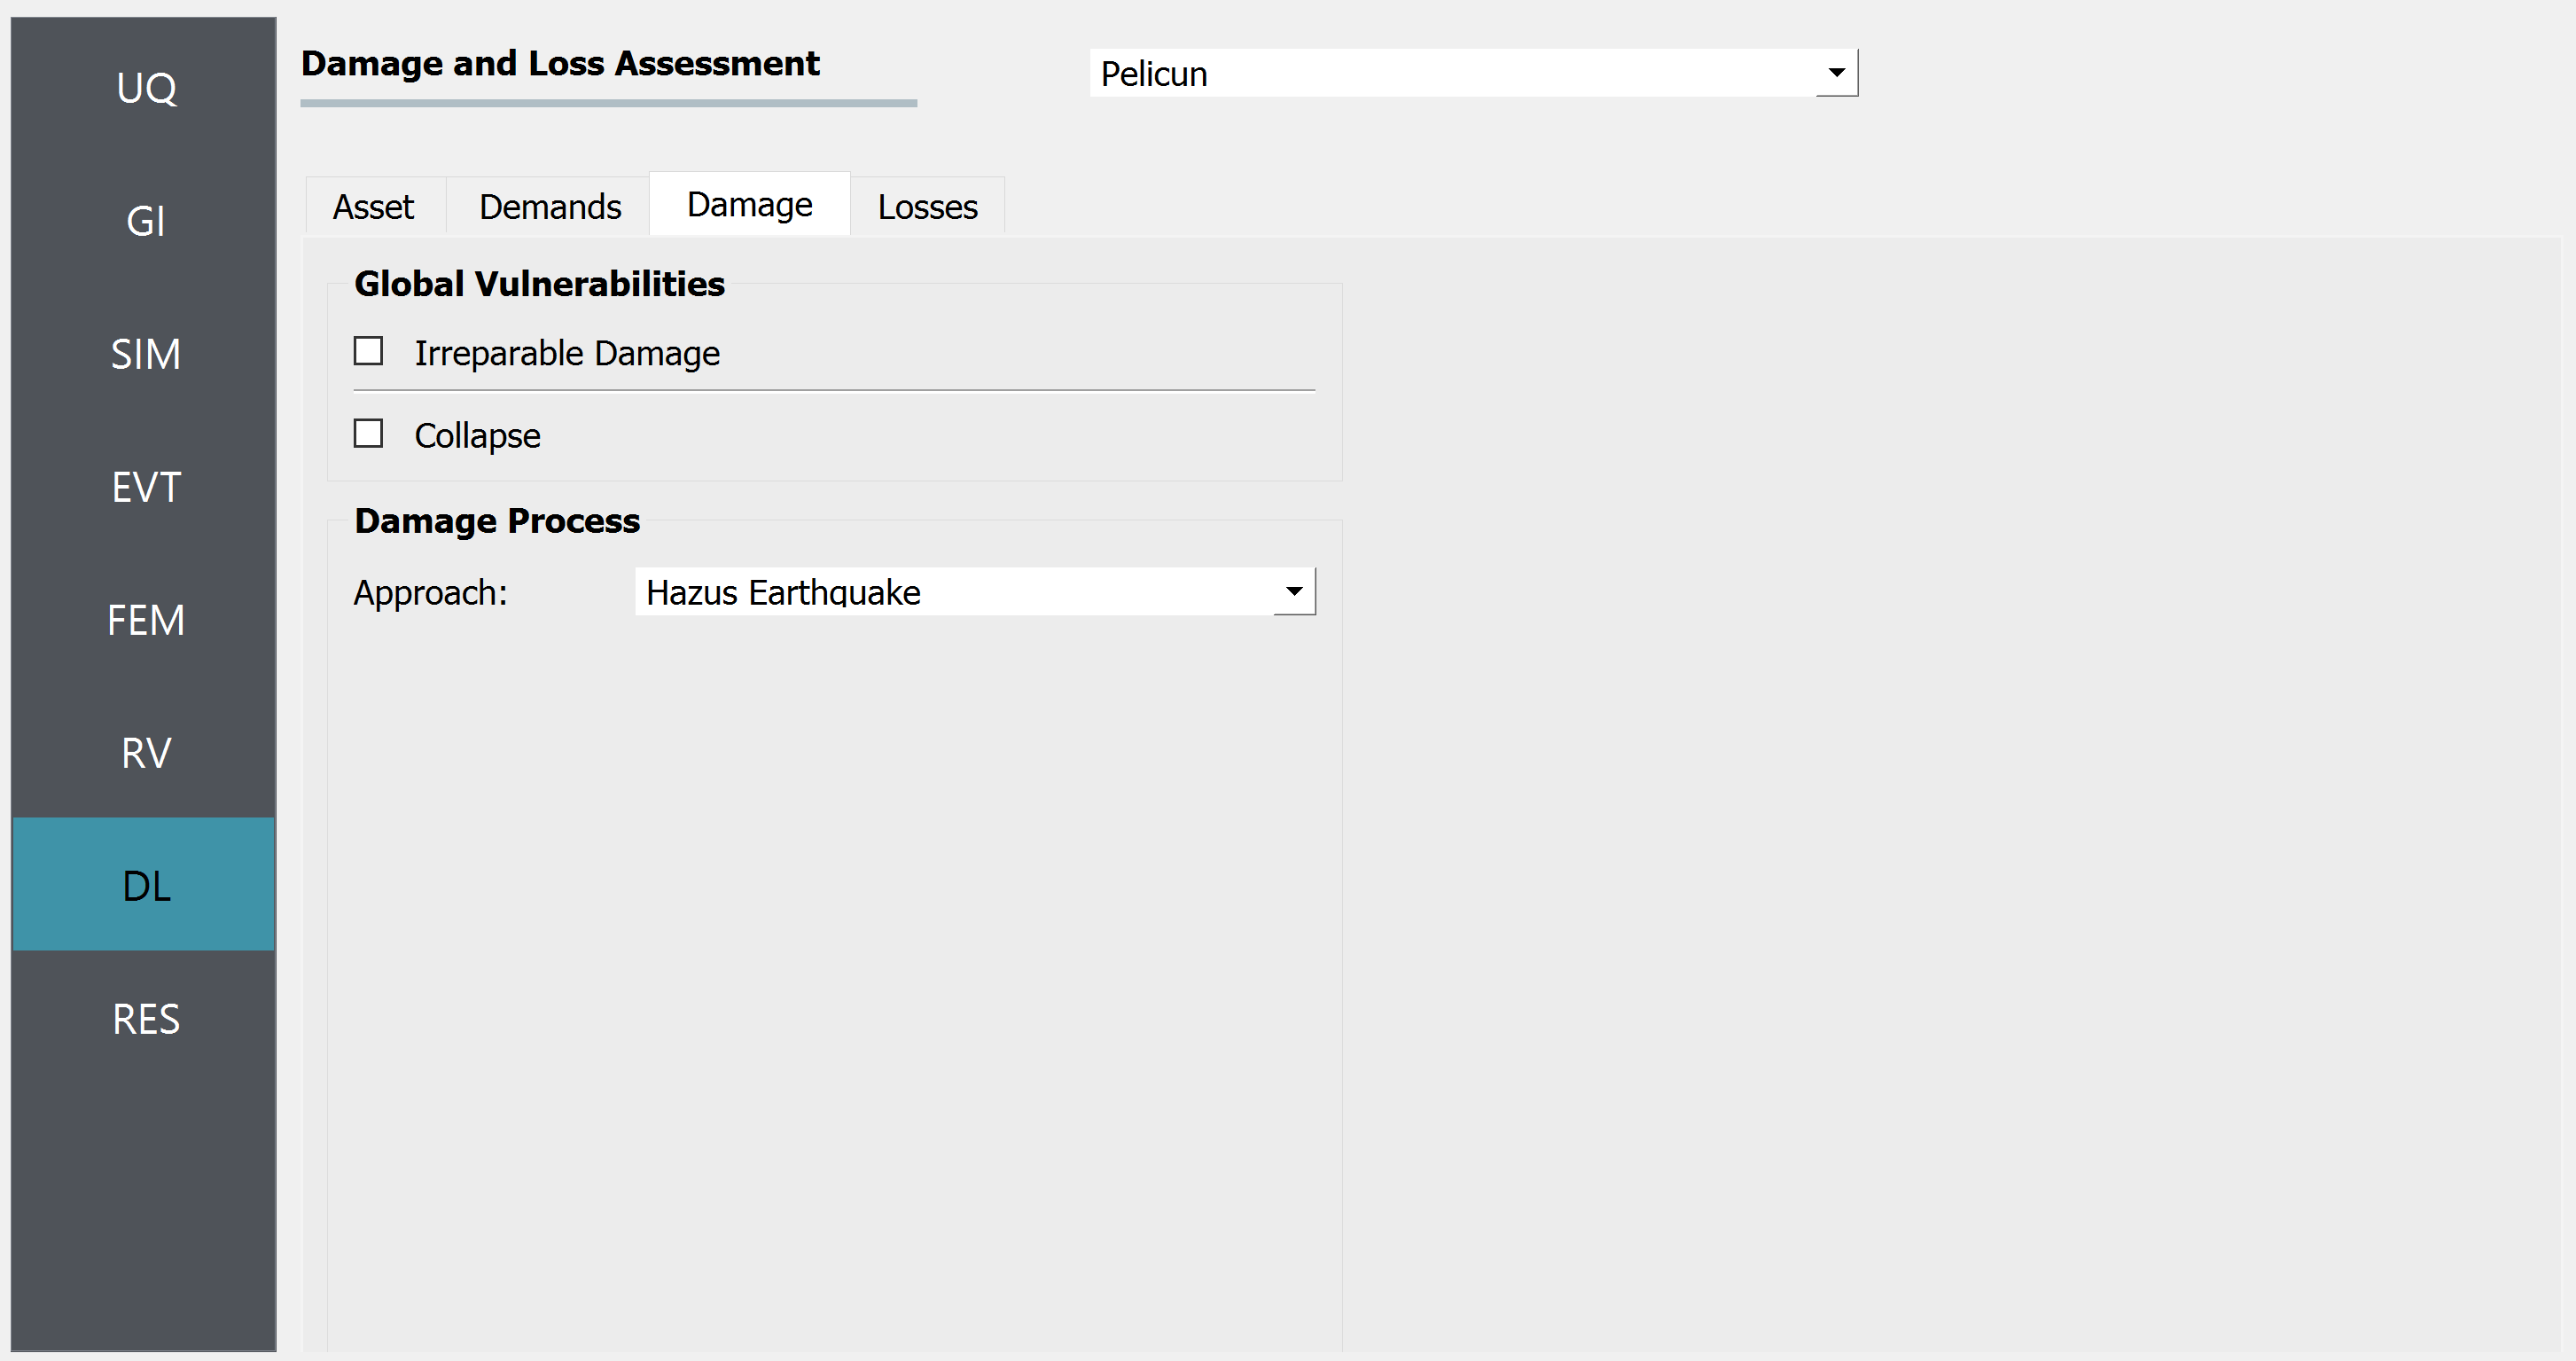 UQ
GI
SIM
EVT
FEM
RV
DL
RES
Damage and Loss Assessment
Pelicun
Asset Demands Damage Losses
Global Vulnerabilities
Irreparable Damage
Collapse
Damage Process
Approach: Hazus Earthquake